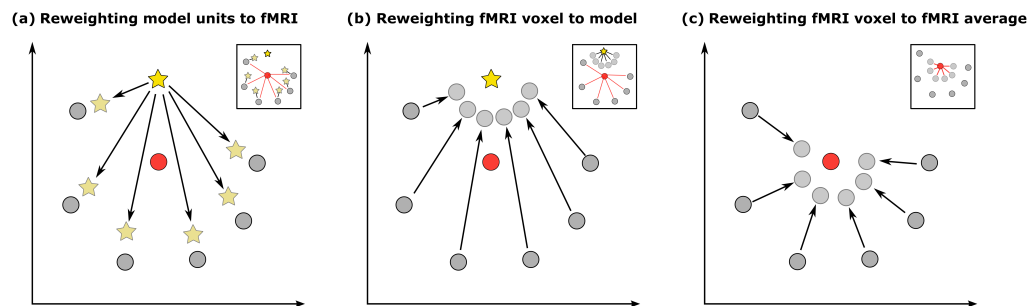 (a) Reweighting model units to fMRI
(b) Reweighting fMRI voxel to model
(c) Reweighting fMRI voxel to fMRI average